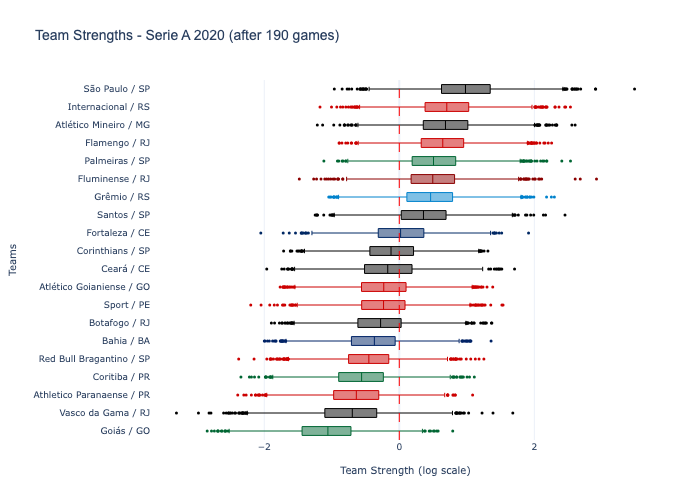 Team Strengths - Serie A 2020 (after 190 games)
São Paulo / SP
Internacional / RS
Atlético Mineiro / MG
Flamengo / RJ
Palmeiras / SP
Fluminense / RJ
Grêmio / RS
Santos / SP
Fortaleza / CE
Corinthians / SP
Ceará / CE
Atlético Goianiense / GO
Sport / PE
Botafogo / RJ
Bahia / BA
Red Bull Bragantino / SP
Coritiba / PR
Athletico Paranaense / PR
Vasco da Gama / RJ
Goiás / GO
Teams
−2 0 2
Team Strength (log scale)